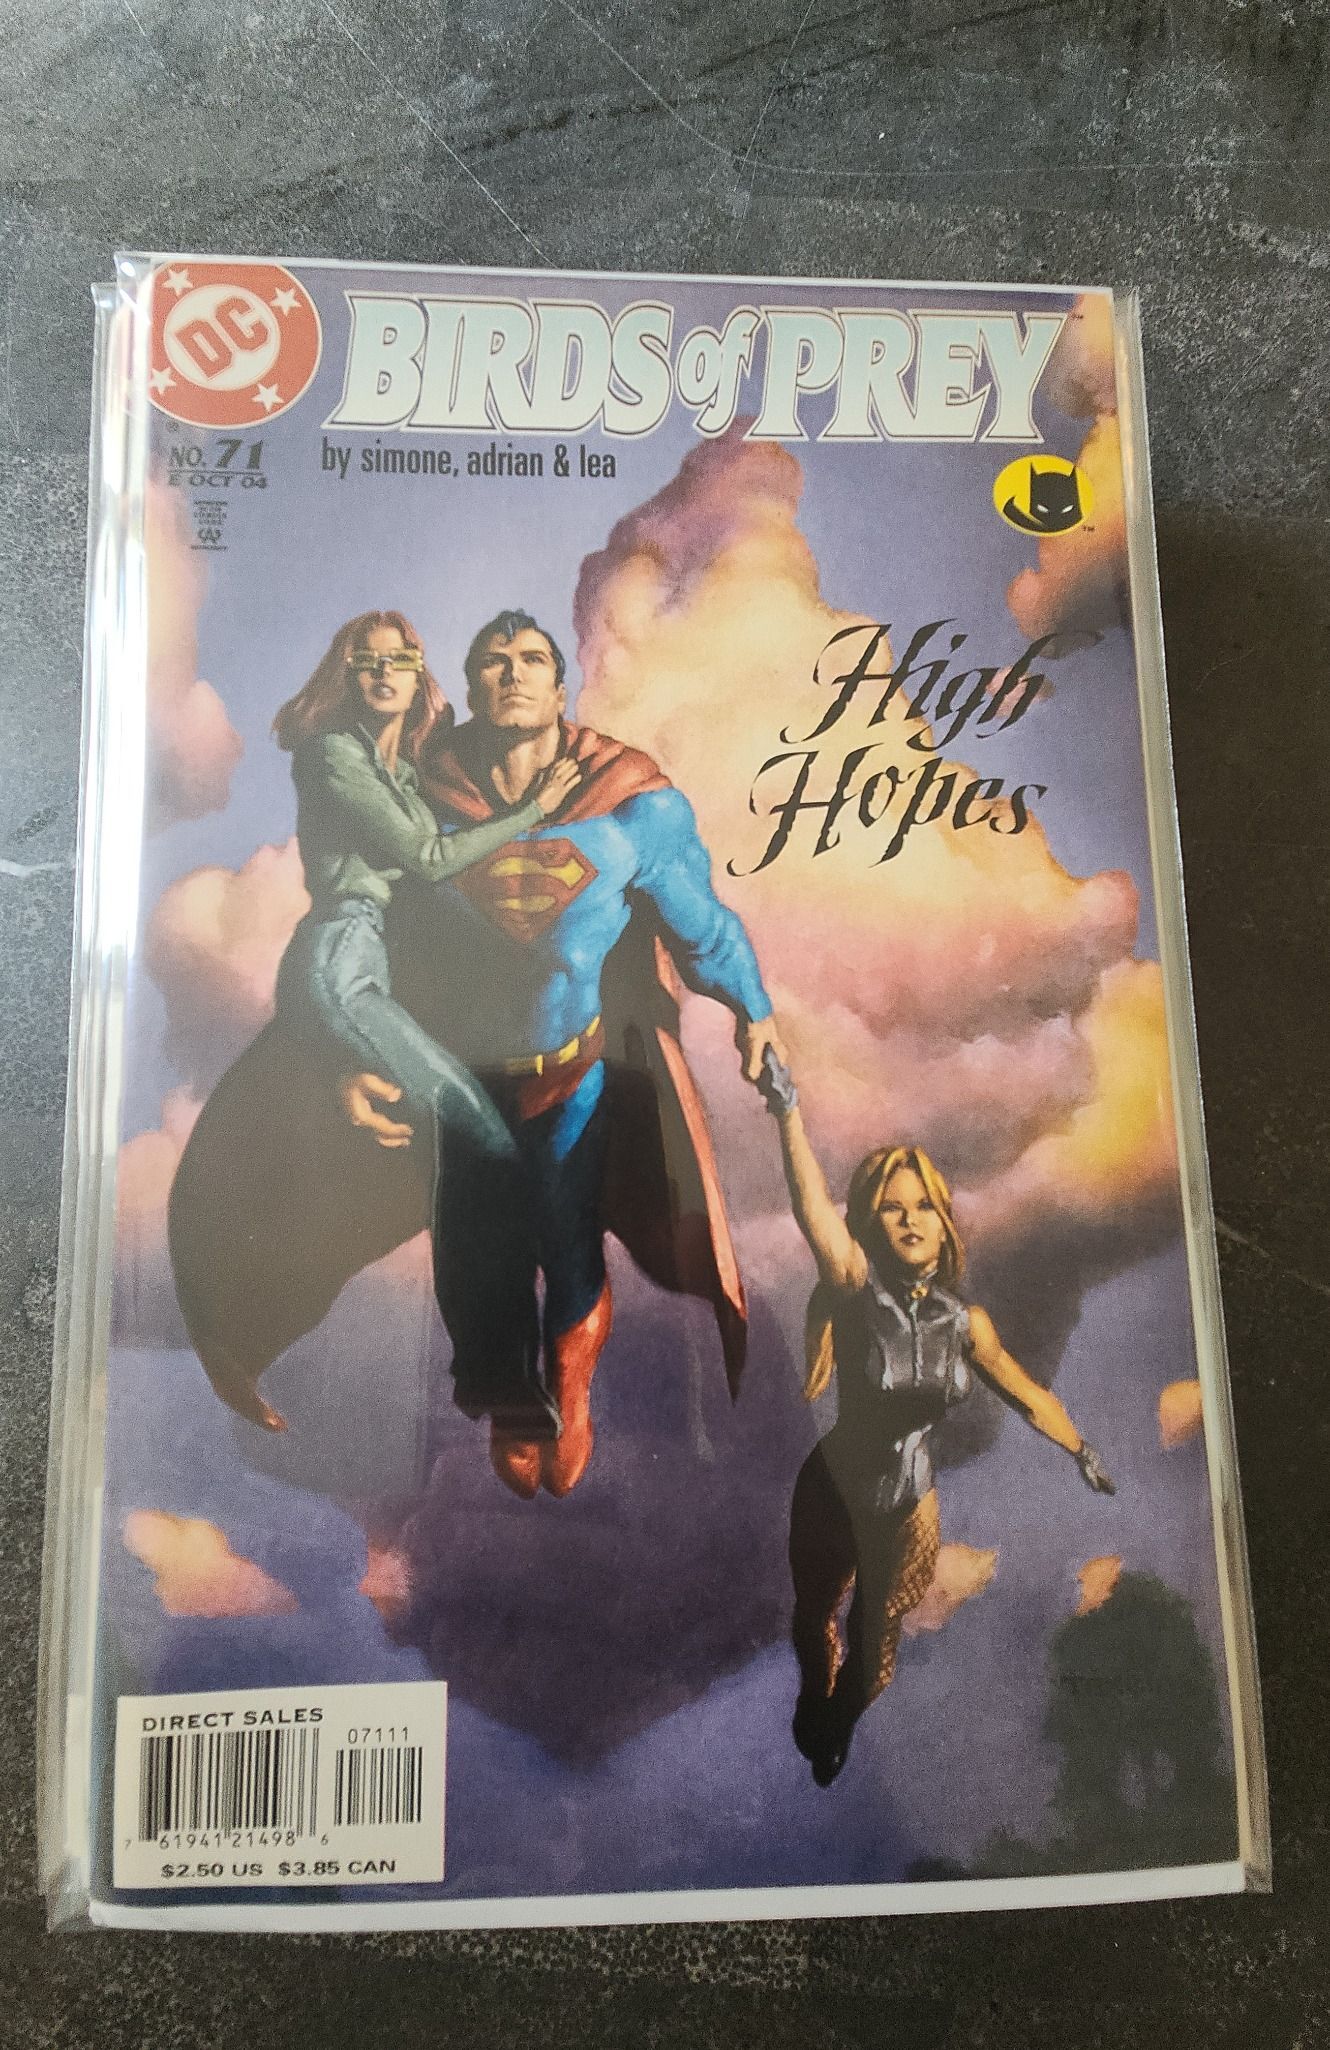 DC
BIRDS of PREY
NO. 71
E OCT 04
by simone, adrian & lea
High
Hopes
DIRECT SALES
07111
7 61941 21498 6
$2.50 US $3.85 CAN